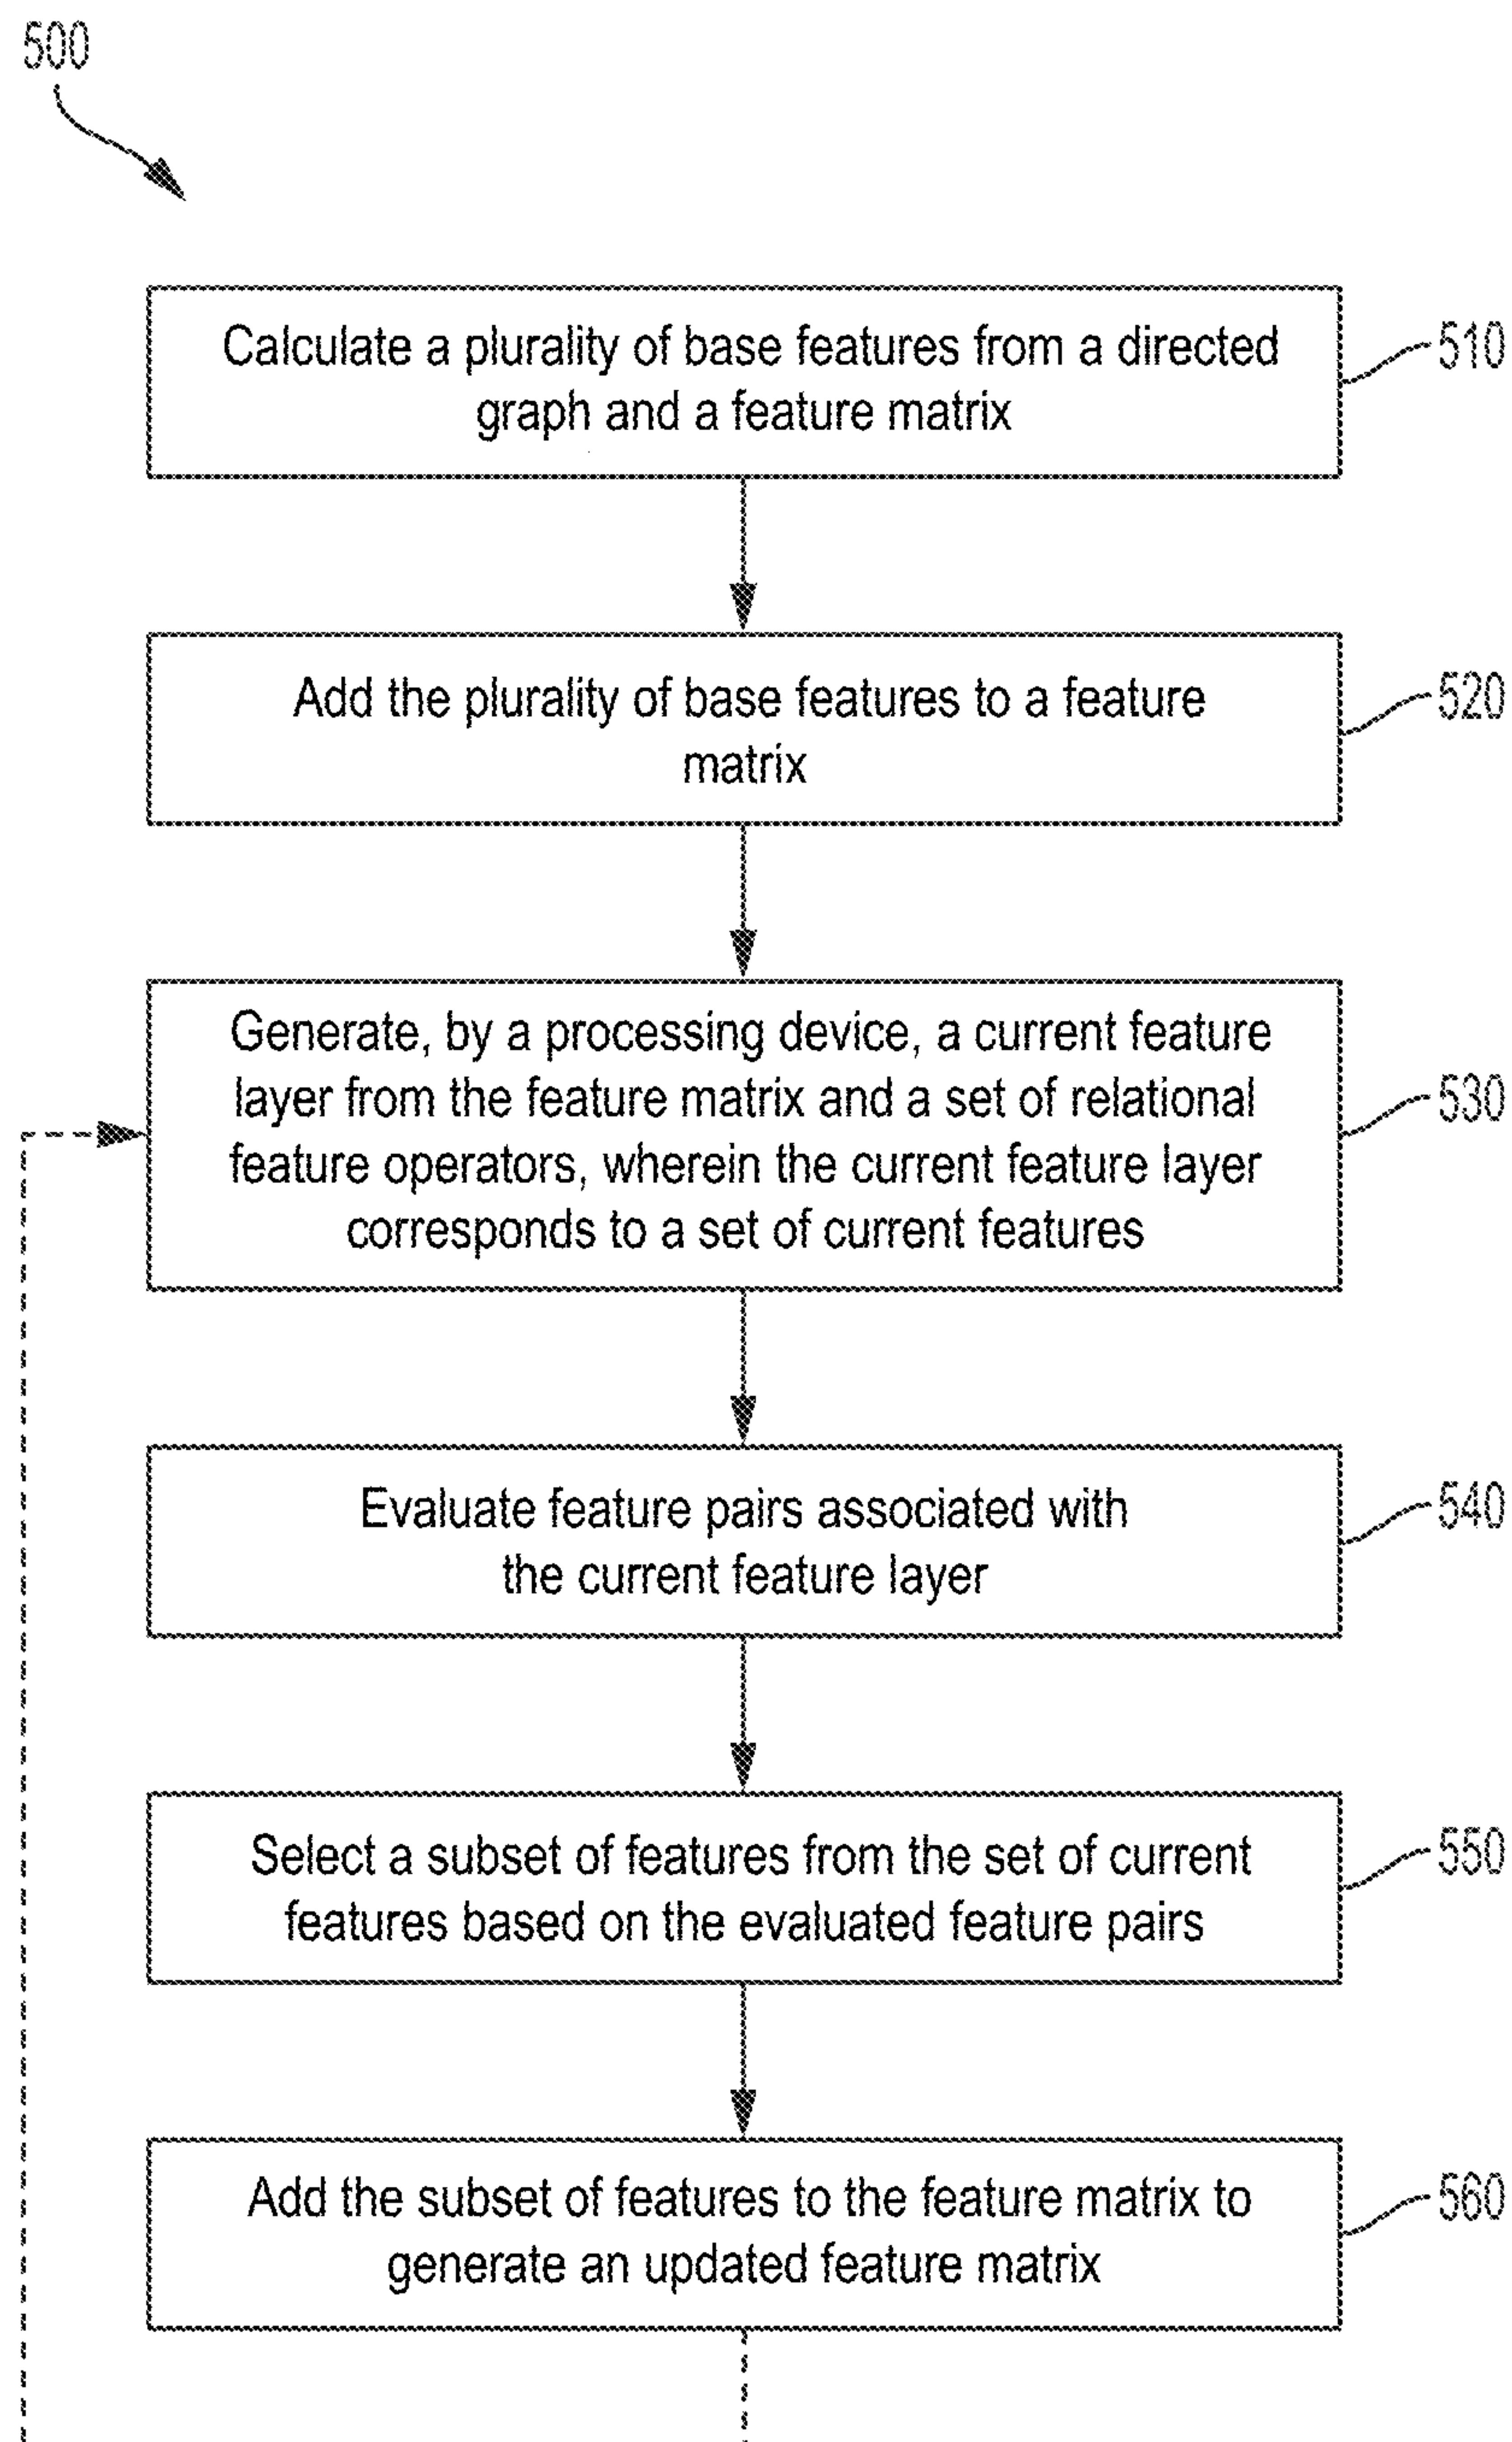 500
Calculate a plurality of base features from a directed
graph and a feature matrix
510
Add the plurality of base features to a feature
matrix
520
Generate, by a processing device, a current feature
layer from the feature matrix and a set of relational
feature operators, wherein the current feature layer
corresponds to a set of current features
530
Evaluate feature pairs associated with
the current feature layer
540
Select a subset of features from the set of current
features based on the evaluated feature pairs
550
Add the subset of features to the feature matrix to
generate an updated feature matrix
560